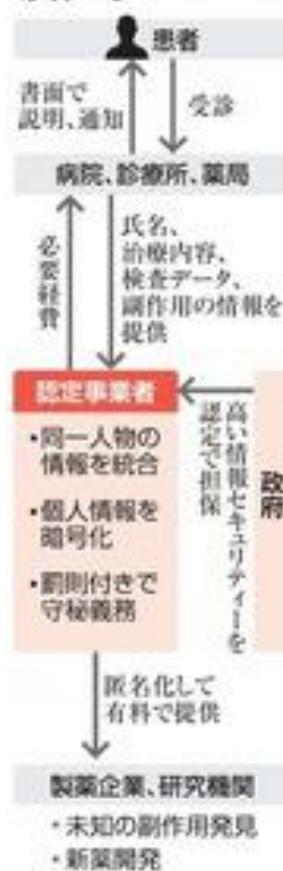 患者
書面で
説明、通知
受診
病院、診療所、薬局
必要経費
氏名、
治療内容、
検査データ、
副作用の情報を
提供
認定事業者
・同一人物の
情報を統合
・個人情報を
暗号化
・罰則付きで
守秘義務
高い情報セキュリティーを
認定で担保
政府
匿名化して
有料で提供
製薬企業、研究機関
・未知の副作用発見
・新薬開発